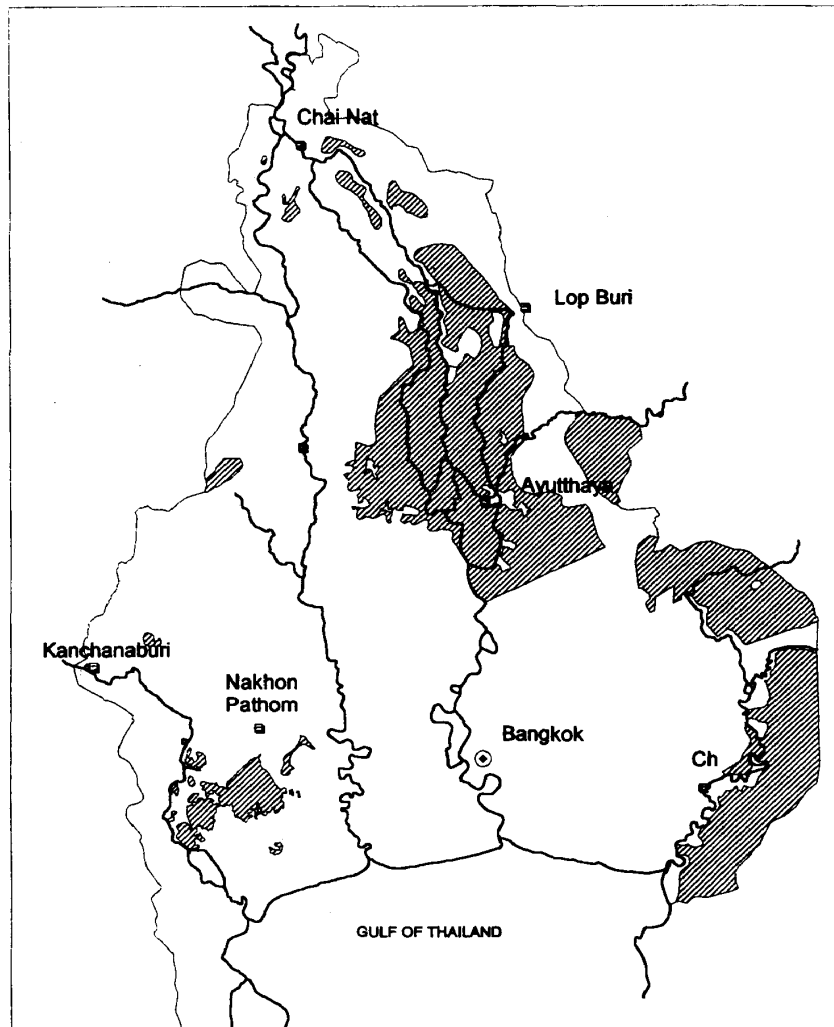 Chai Nat
Lop Buri
Ayutthaya
Kanchanaburi
Nakhon
Pathom
Bangkok
Ch
GULF OF THAILAND